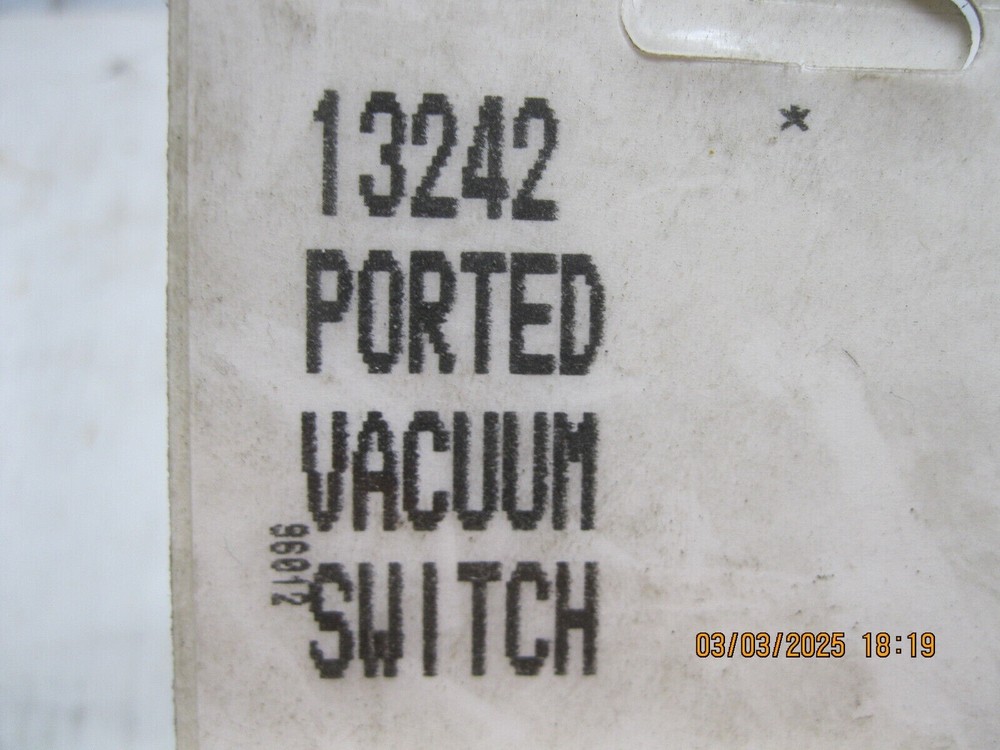 13242
*
PORTED
VACUUM
SWITCH
96012
03/03/2025 18:19